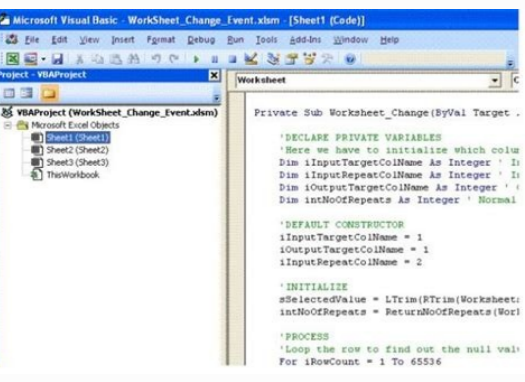 Microsoft Visual Basic - WorkSheet_Change_Event.xlsm - [Sheet1 (Code)]
File Edit View Insert Format Debug Run Tools Add-Ins Window Help
Project - VBAProject
VBAProject (WorkSheet_Change_Event.xlsm)
Microsoft Excel Objects
Sheet1 (Sheet1)
Sheet2 (Sheet2)
Sheet3 (Sheet3)
ThisWorkbook
Worksheet
Private Sub Worksheet_Change(ByVal Target
'DECLARE PRIVATE VARIABLES
'Here we have to initialize which colu
Dim iInputTargetColName As Integer ' I
Dim iInputRepeatColName As Integer ' I
Dim iOutputTargetColName As Integer '
Dim intNoOfRepeats As Integer ' Normal
'DEFAULT CONSTRUCTOR
iInputTargetColName = 1
iOutputTargetColName = 1
iInputRepeatColName = 2
'INITIALIZE
sSelectedValue = LTrim(RTrim(Worksheet
intNoOfRepeats = ReturnNoOfRepeats(Wor
'PROCESS
'Loop the row to find out the null val
For iRowCount = 1 To 65536